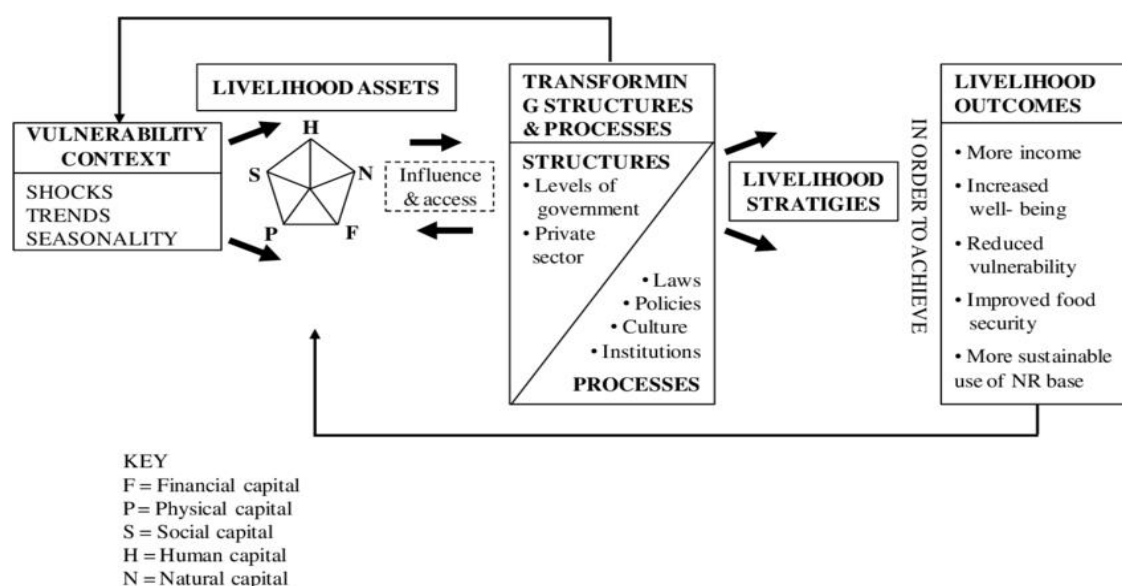 LIVELIHOOD ASSETS
VULNERABILITY
CONTEXT
SHOCKS
TRENDS
SEASONALITY
H
S
N
P
F
Influence
& access
TRANSFORMIN
G STRUCTURES
& PROCESSES
STRUCTURES
• Levels of
government
• Private
sector
• Laws
• Policies
• Culture
• Institutions
PROCESSES
LIVELIHOOD
STRATIGIES
IN ORDER TO ACHIEVE
LIVELIHOOD
OUTCOMES
• More income
• Increased
well- being
• Reduced
vulnerability
• Improved food
security
• More sustainable
use of NR base
KEY
F = Financial capital
P = Physical capital
S = Social capital
H = Human capital
N = Natural capital